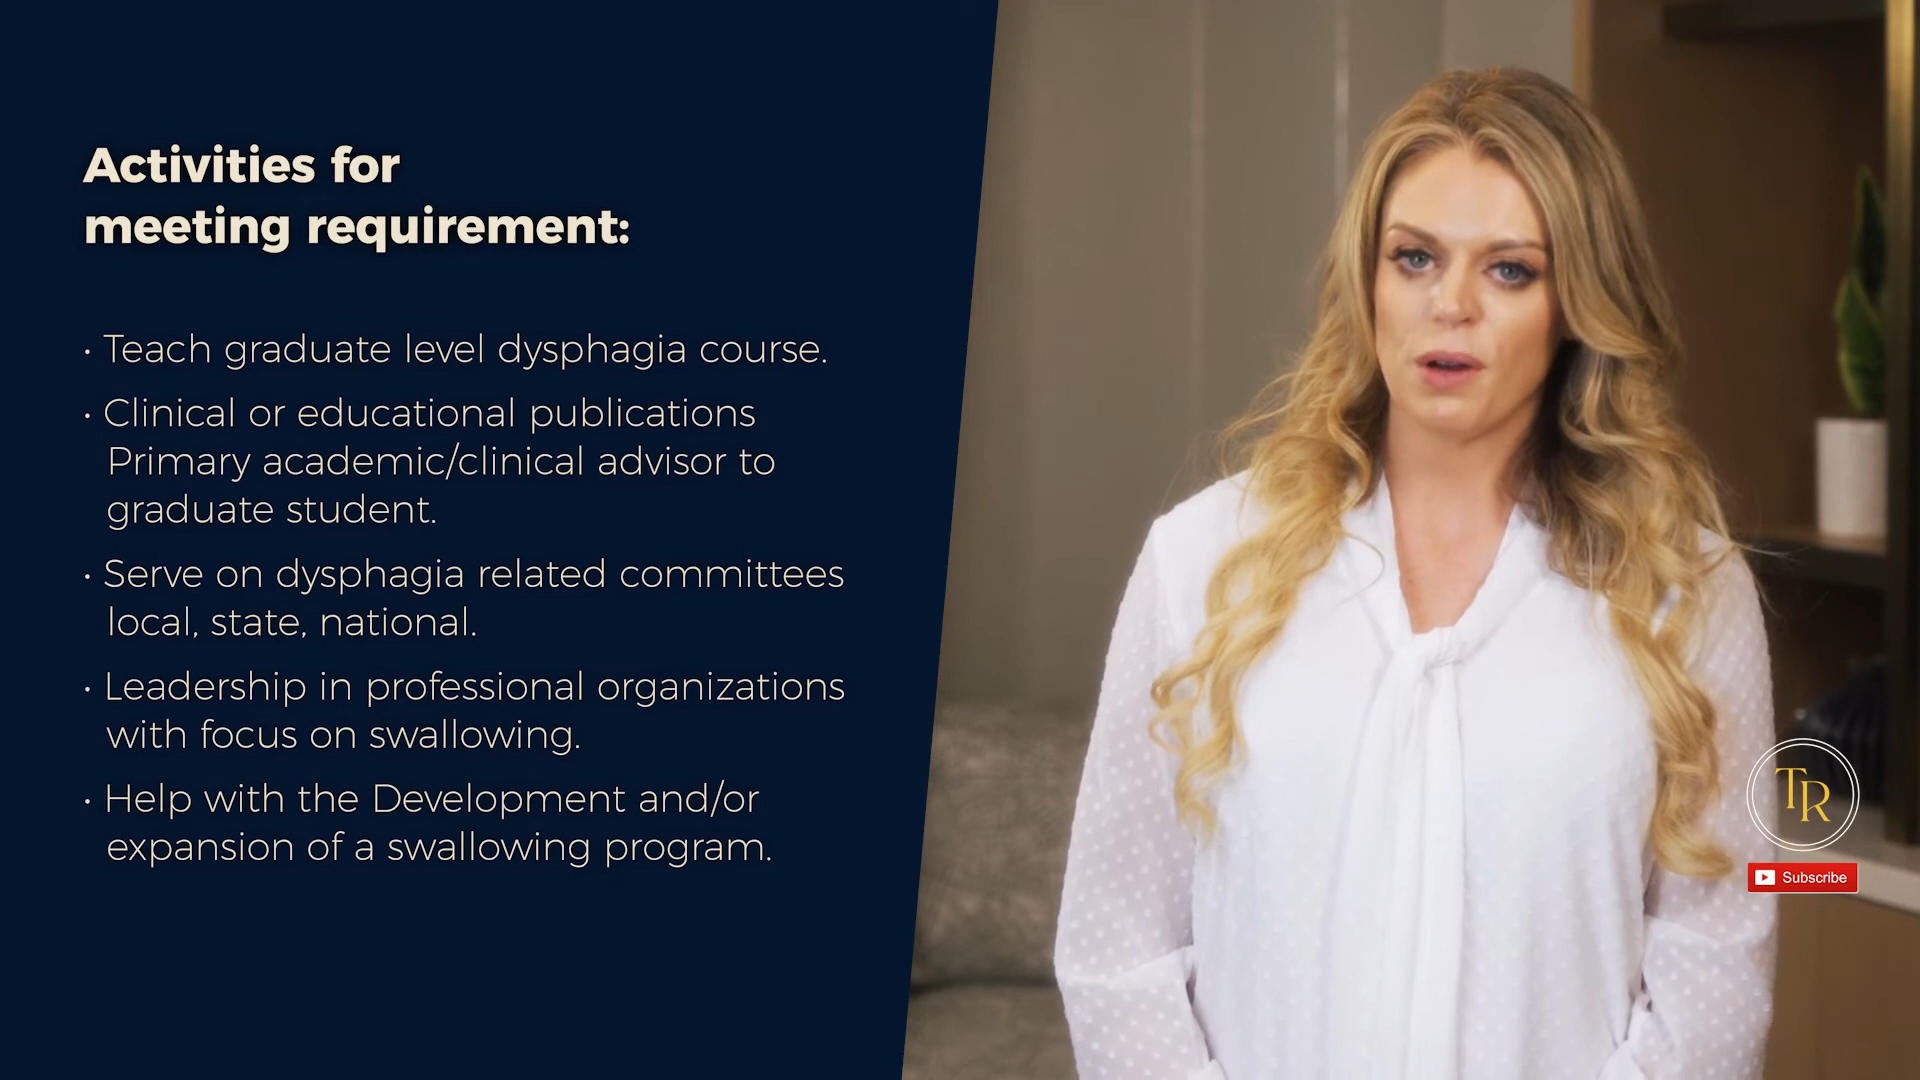 Activities for
meeting requirement:
· Teach graduate level dysphagia course.
· Clinical or educational publications
Primary academic/clinical advisor to
graduate student.
· Serve on dysphagia related committees
local, state, national.
· Leadership in professional organizations
with focus on swallowing.
· Help with the Development and/or
expansion of a swallowing program.
TR
Subscribe